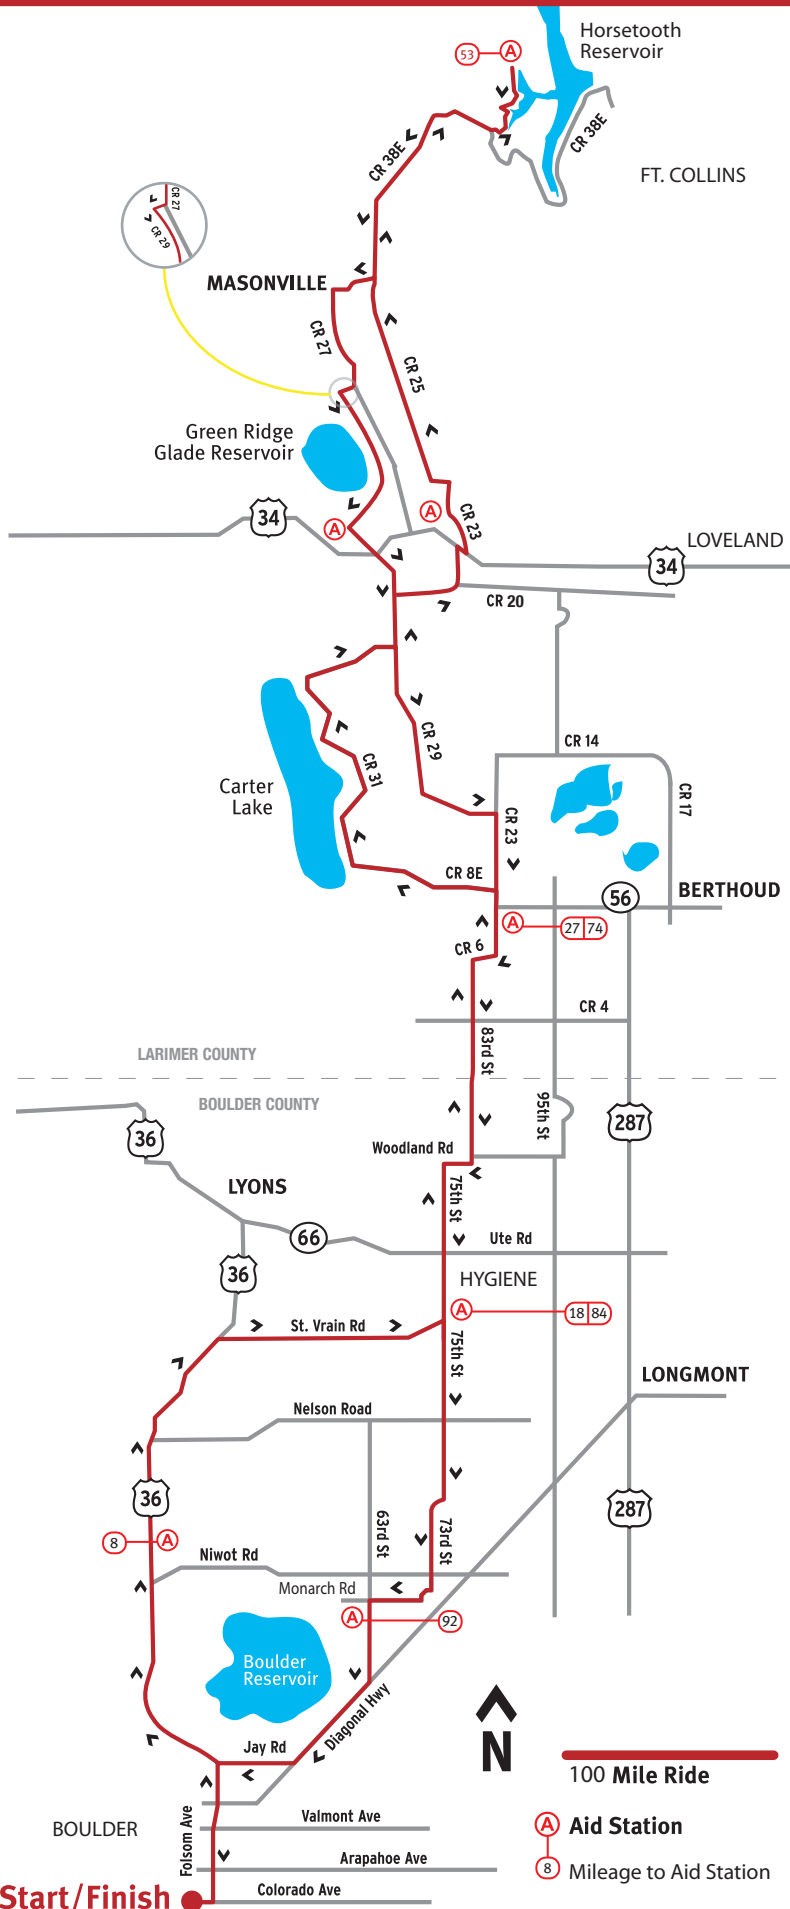 Horsetooth
Reservoir
53
A
CR 38E
CR 38E
FT. COLLINS
CR 27
CR 29
MASONVILLE
CR 27
CR 25
Green Ridge
Glade Reservoir
34
A
A
CR 23
LOVELAND
34
CR 20
CR 14
CR 29
CR 31
Carter
Lake
CR 17
CR 23
CR 8E
56
BERTHOUD
A
27
74
CR 6
CR 4
83rd St
LARIMER COUNTY
BOULDER COUNTY
95th St
287
36
Woodland Rd
LYONS
75th St
66
Ute Rd
36
HYGIENE
A
18
84
St. Vrain Rd
75th St
LONGMONT
Nelson Road
36
287
63rd St
73rd St
8
A
Niwot Rd
Monarch Rd
A
92
Boulder
Reservoir
Diagonal Hwy
Jay Rd
N
100 Mile Ride
Folsom Ave
Valmont Ave
BOULDER
A
Aid Station
Arapahoe Ave
8
Mileage to Aid Station
Colorado Ave
Start/Finish